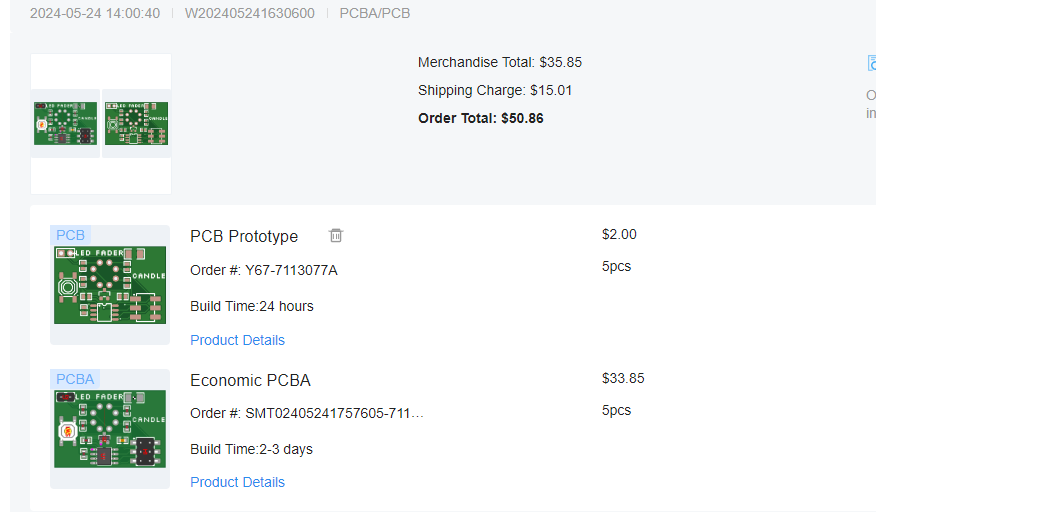 2024-05-24 14:00:40 | W202405241630600 | PCBA/PCB
Merchandise Total: $35.85
Shipping Charge: $15.01
Order Total: $50.86
LED FADER
CANDLE
LED FADER
CANDLE
O
in
PCB
LED FADER
CANDLE
PCB Prototype
$2.00
Order #: Y67-7113077A
5pcs
Build Time:24 hours
Product Details
PCBA
LED FADER
CANDLE
Economic PCBA
$33.85
Order #: SMT02405241757605-711...
5pcs
Build Time:2-3 days
Product Details